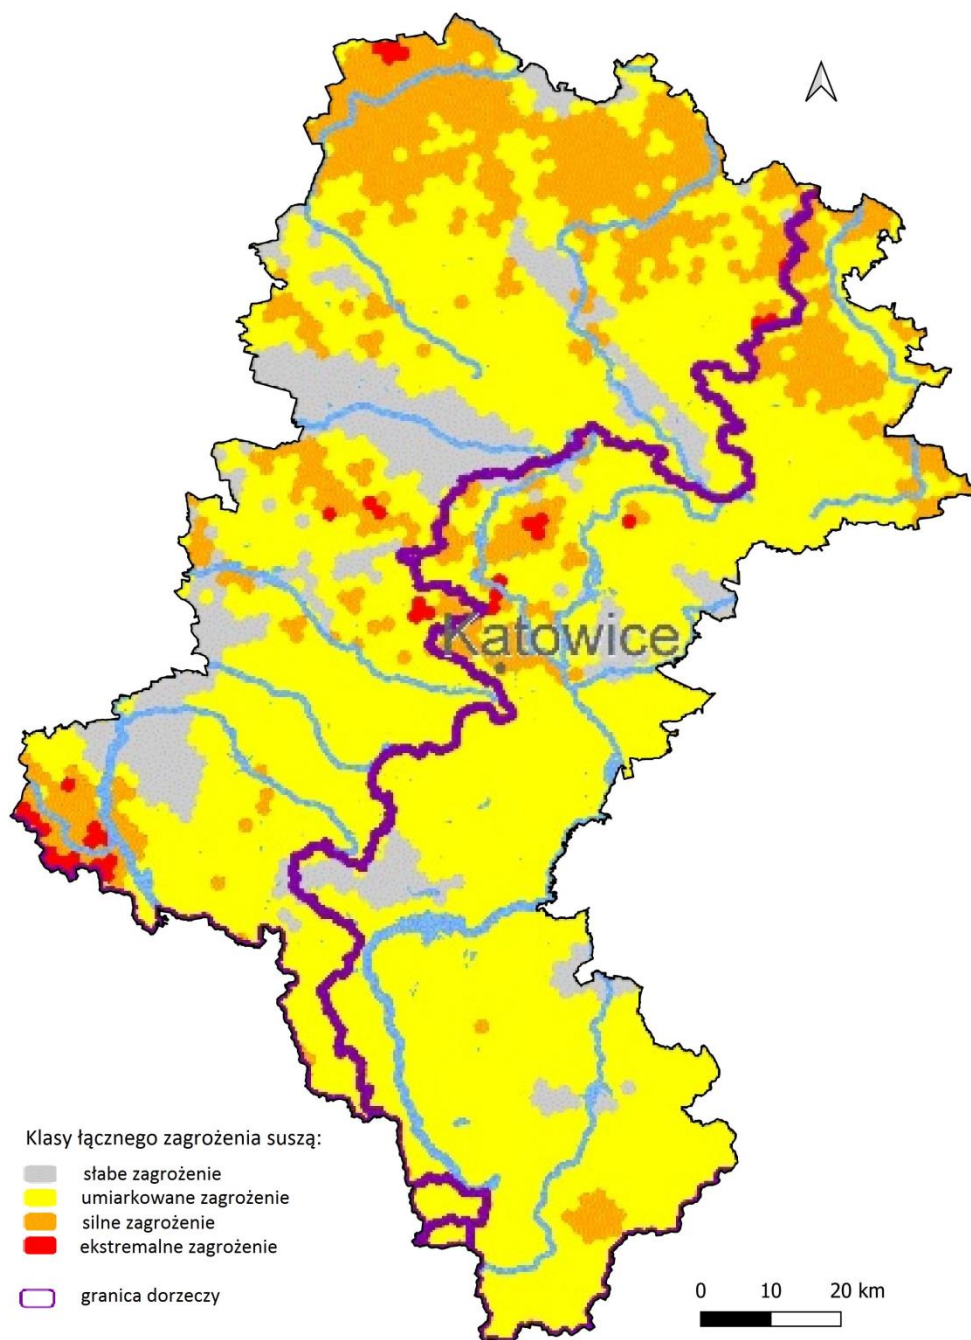 Katowice
Klasy łącznego zagrożenia suszą:
słabe zagrożenie
umiarkowane zagrożenie
silne zagrożenie
ekstremalne zagrożenie
granica dorzeczy
0 10 20 km